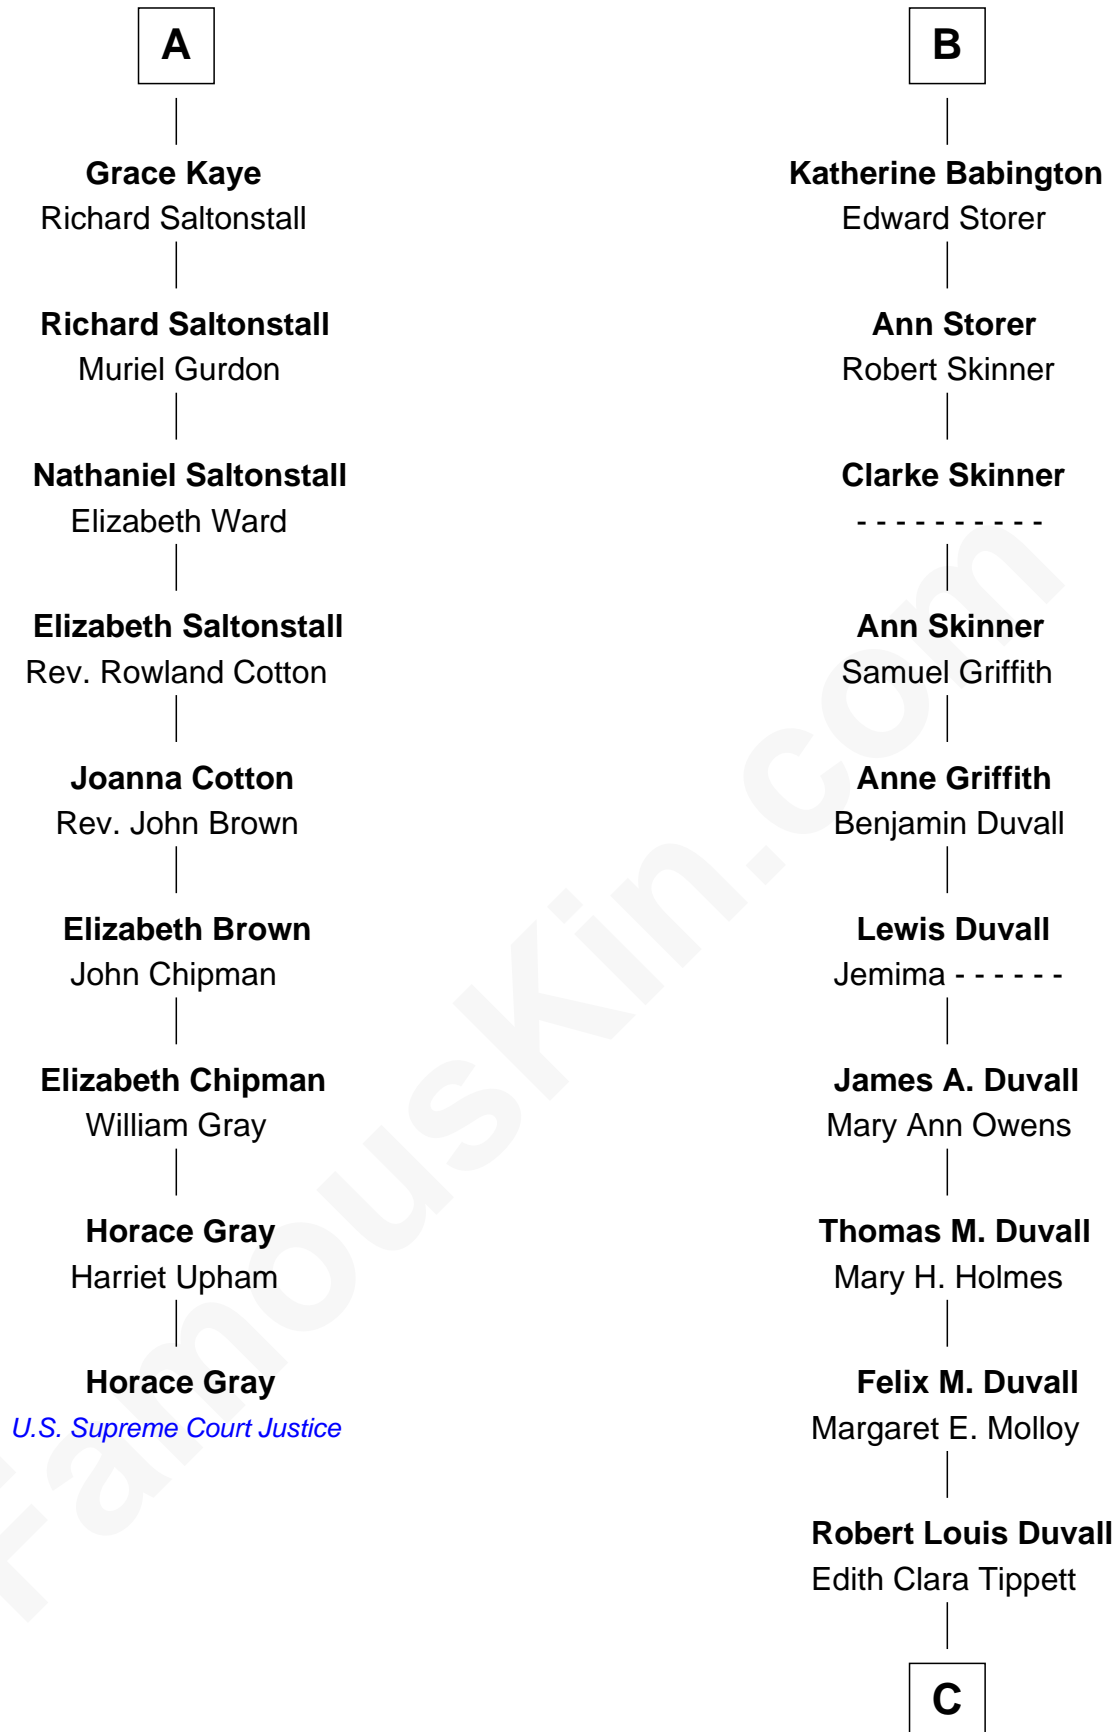 A
Grace Kaye
Richard Saltonstall
Richard Saltonstall
Muriel Gurdon
Nathaniel Saltonstall
Elizabeth Ward
Elizabeth Saltonstall
Rev. Rowland Cotton
Joanna Cotton
Rev. John Brown
Elizabeth Brown
John Chipman
Elizabeth Chipman
William Gray
Horace Gray
Harriet Upham
Horace Gray
U.S. Supreme Court Justice
B
Katherine Babington
Edward Storer
Ann Storer
Robert Skinner
Clarke Skinner
- - - - - - - - - -
Ann Skinner
Samuel Griffith
Anne Griffith
Benjamin Duvall
Lewis Duvall
Jemima - - - - - -
James A. Duvall
Mary Ann Owens
Thomas M. Duvall
Mary H. Holmes
Felix M. Duvall
Margaret E. Molloy
Robert Louis Duvall
Edith Clara Tippett
C
FamousKin.com